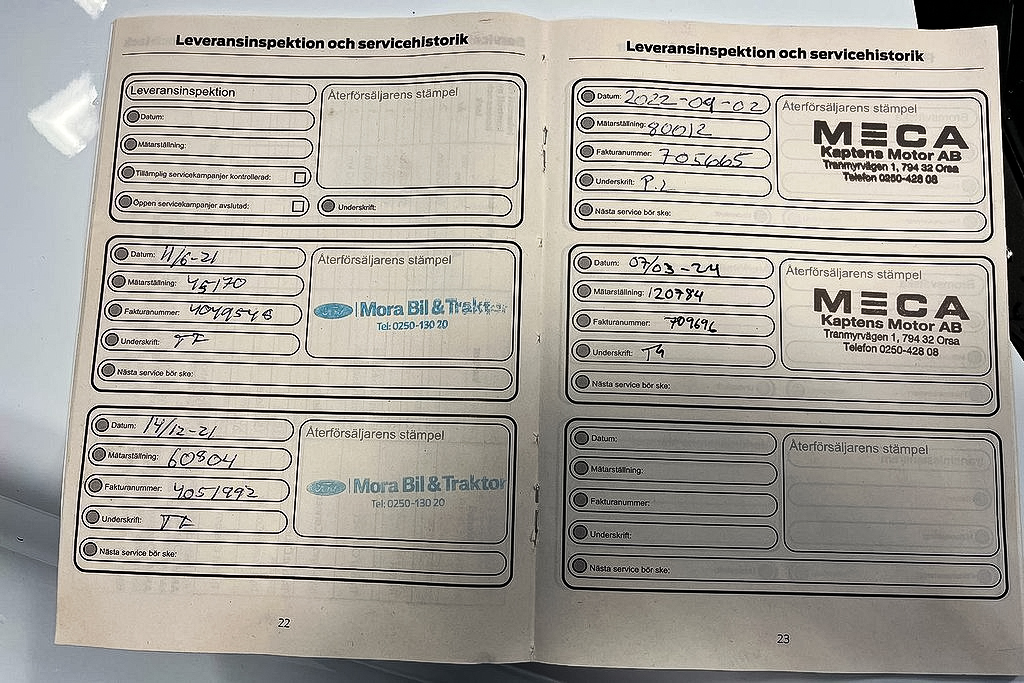 Leveransinspektion och servicehistorik
Leveransinspektion
Återförsäljarens stämpel
Datum:
Mätarställning:
Tillämplig servicekampanjer kontrollerad:
Öppen servicekampanjer avslutad:
Underskrift:
Datum: 11/6-21
Återförsäljarens stämpel
Mätarställning: 45170
Fakturanummer:
Ford Mora Bil & Traktor
Tel: 0250-130 20
Underskrift: TF
Nästa service bör ske:
Datum: 14/12-21
Återförsäljarens stämpel
Mätarställning: 60804
Fakturanummer: 4051992
Ford Mora Bil & Traktor
Tel: 0250-130 20
Underskrift: TF
Nästa service bör ske:
22
Leveransinspektion och servicehistorik
Datum: 2022-09-02
Återförsäljarens stämpel
Mätarställning: 80012
MECA
Kaptens Motor AB
Tranmyrvägen 1, 794 32 Orsa
Telefon 0250-428 08
Fakturanummer: 705665
Underskrift: P.L
Nästa service bör ske:
Datum: 07/03-24
Återförsäljarens stämpel
Mätarställning: 120784
MECA
Kaptens Motor AB
Tranmyrvägen 1, 794 32 Orsa
Telefon 0250-428 08
Fakturanummer: 709696
Underskrift:
Nästa service bör ske:
Datum:
Återförsäljarens stämpel
Mätarställning:
Fakturanummer:
Underskrift:
Nästa service bör ske:
23